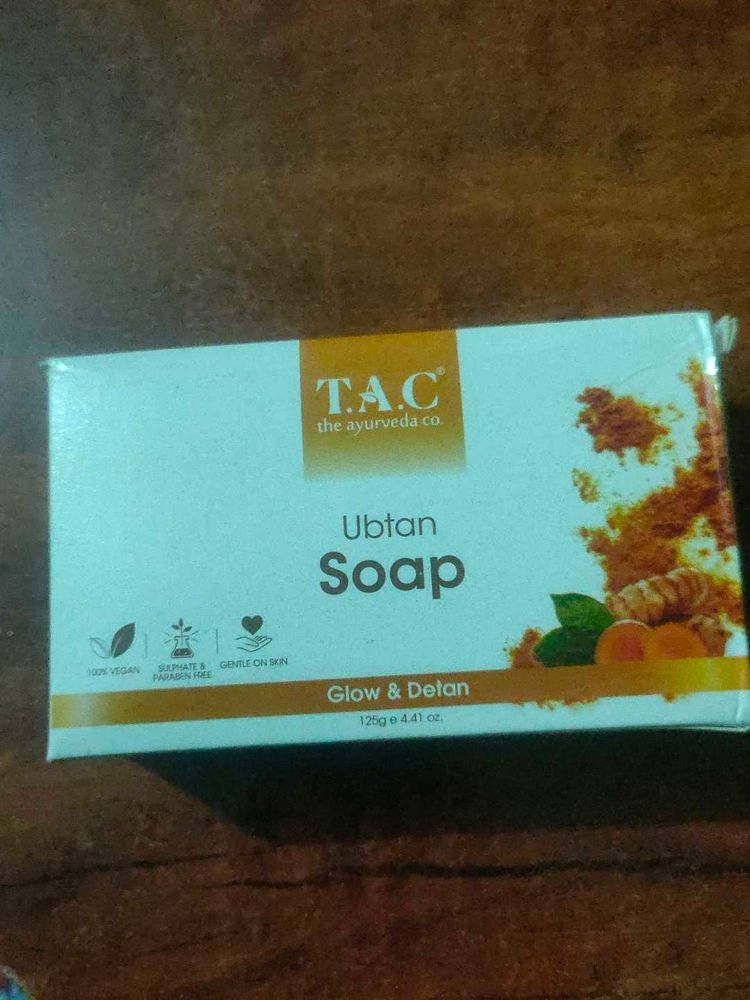 T.A.C®
the ayurveda co.
Ubtan
Soap
100% VEGAN
SULPHATE &
PARABEN FREE
GENTLE ON SKIN
Glow & Detan
125g e 4.41 oz.